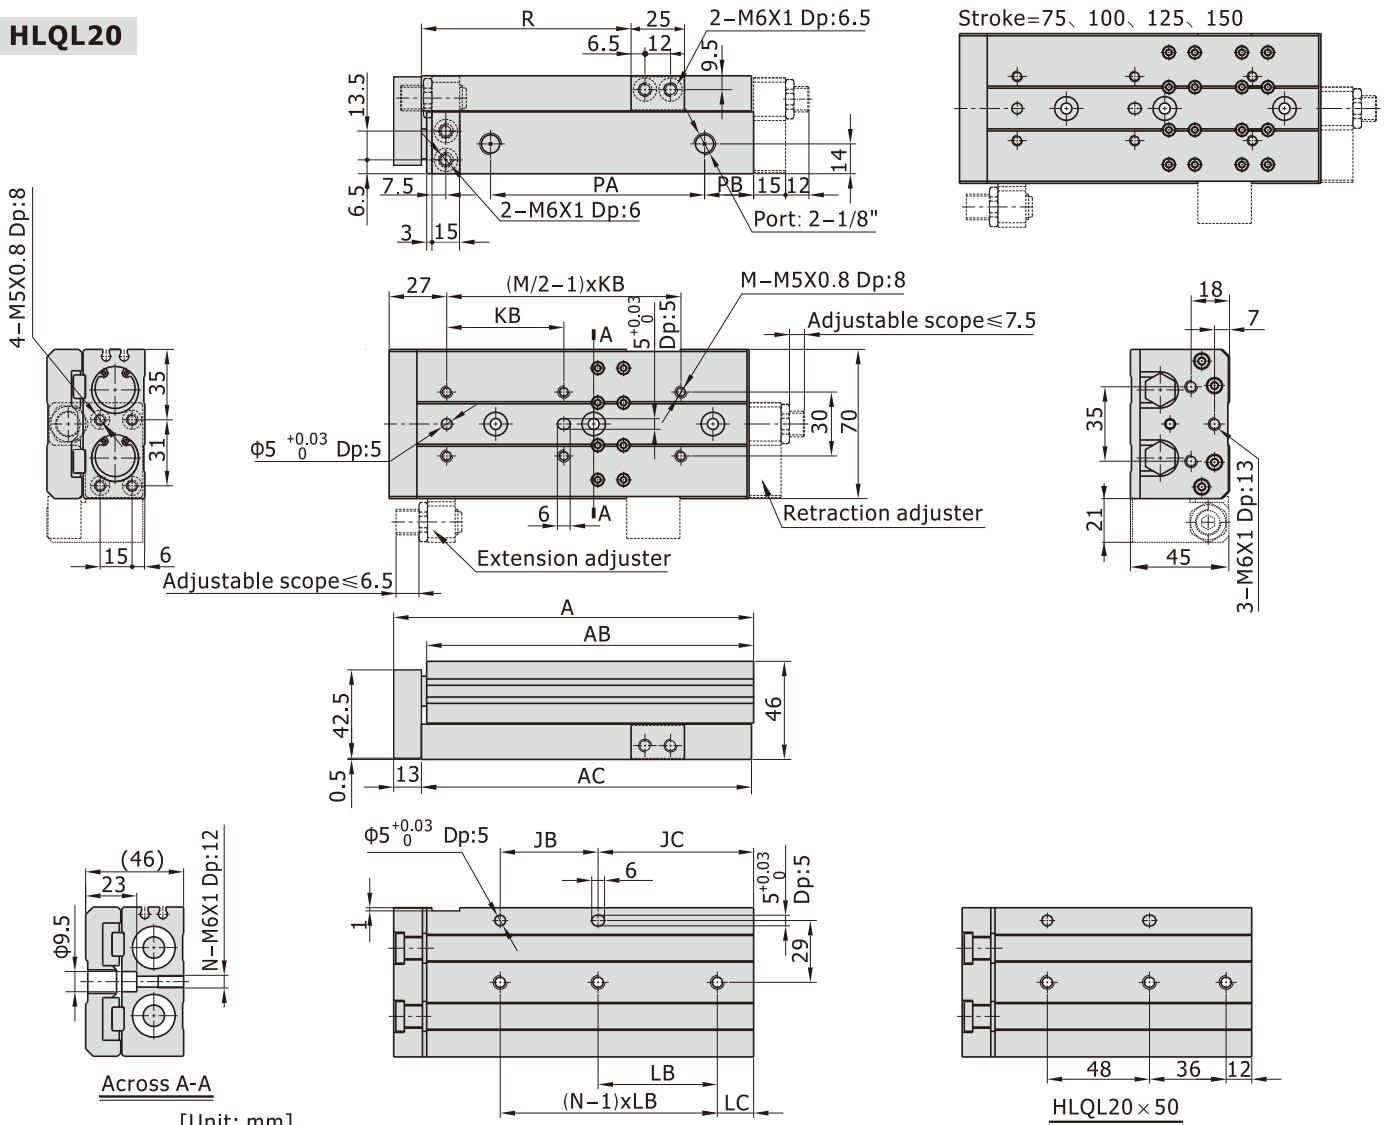 HLQL20
R
25
2-M6X1 Dp:6.5
6.5
12
9.5
13.5
6.5
7.5
PA
PB
15
12
14
2-M6X1 Dp:6
3
15
Port: 2-1/8"
Stroke=75、100、125、150
4-M5X0.8 Dp:8
35
31
15
6
27
(M/2-1)xKB
KB
A
5 +0.03 0 Dp:5
M-M5X0.8 Dp:8
Adjustable scope≤7.5
30
70
Φ5 +0.03 0 Dp:5
6
A
Retraction adjuster
Extension adjuster
Adjustable scope≤6.5
18
7
35
21
45
3-M6X1 Dp:13
A
AB
42.5
46
0.5
13
AC
(46)
23
Φ9.5
N-M6X1 Dp:12
Across A-A
[Unit: mm]
Φ5 +0.03 0 Dp:5
JB
JC
6
5 +0.03 0 Dp:5
1
29
LB
(N-1)xLB
LC
48
36
12
HLQL20×50